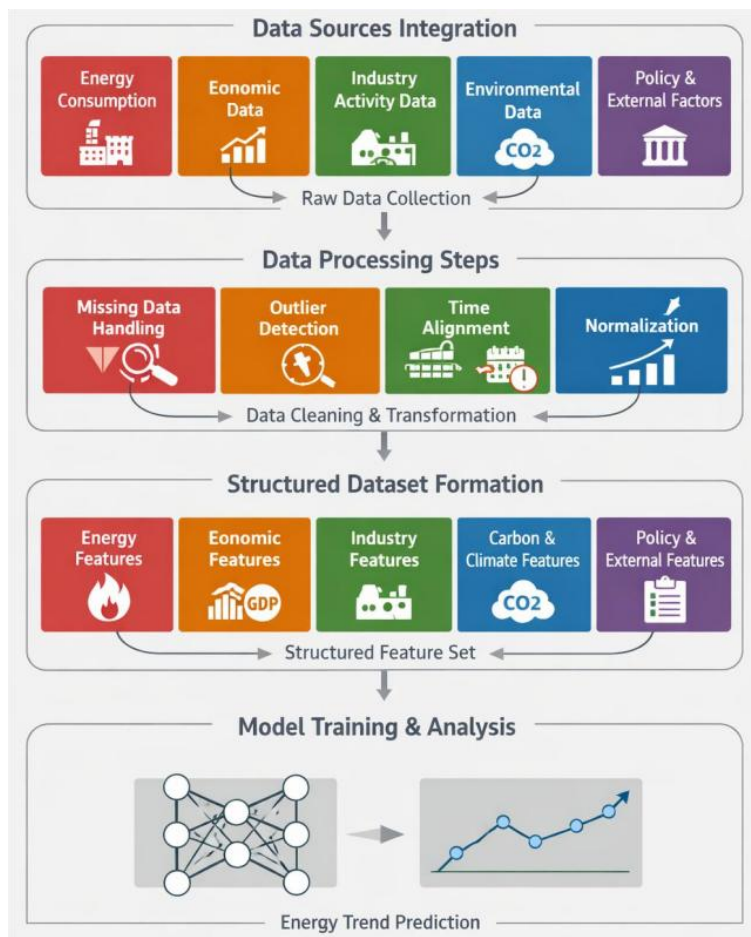 Data Sources Integration
Energy
Consumption
Eonomic
Data
Industry
Activity Data
Environmental
Data
CO2
Policy &
External Factors
Raw Data Collection
Data Processing Steps
Missing Data
Handling
Outlier
Detection
Time
Alignment
Normalization
Data Cleaning & Transformation
Structured Dataset Formation
Energy
Features
Eonomic
Features
GDP
Industry
Features
Carbon &
Climate Features
CO2
Policy &
External Features
Structured Feature Set
Model Training & Analysis
Energy Trend Prediction